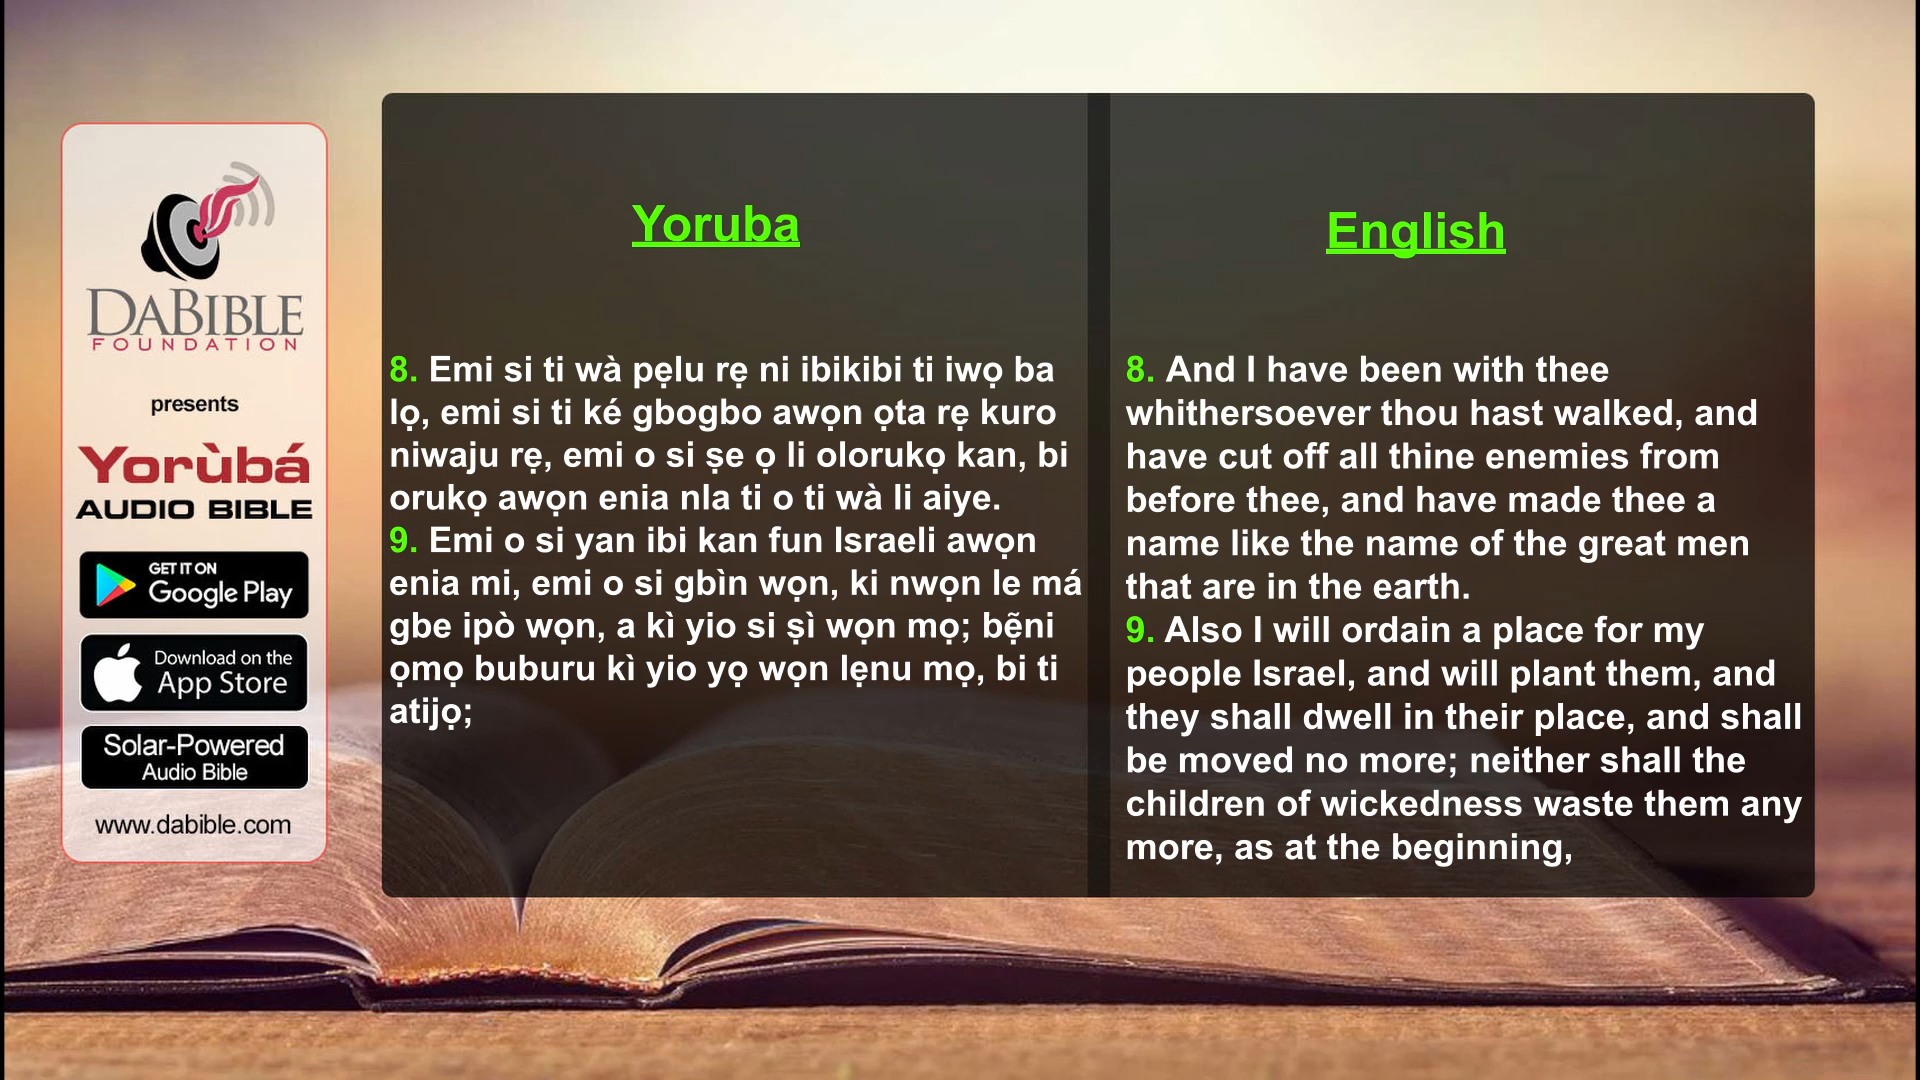 DABIBLE
FOUNDATION
presents
Yorùbá
AUDIO BIBLE
GET IT ON
Google Play
Download on the
App Store
Solar-Powered
Audio Bible
www.dabible.com
Yoruba
8. Emi si ti wà pẹlu rẹ ni ibikibi ti iwọ ba
lọ, emi si ti ké gbogbo awọn ọta rẹ kuro
niwaju rẹ, emi o si ṣe ọ li olorukọ kan, bi
orukọ awọn enia nla ti o ti wà li aiye.
9. Emi o si yan ibi kan fun Israeli awọn
enia mi, emi o si gbìn wọn, ki nwọn le má
gbe ipò wọn, a kì yio si ṣì wọn mọ; bẹ̃ni
ọmọ buburu kì yio yọ wọn lẹnu mọ, bi ti
atijọ;
English
8. And I have been with thee
whithersoever thou hast walked, and
have cut off all thine enemies from
before thee, and have made thee a
name like the name of the great men
that are in the earth.
9. Also I will ordain a place for my
people Israel, and will plant them, and
they shall dwell in their place, and shall
be moved no more; neither shall the
children of wickedness waste them any
more, as at the beginning,